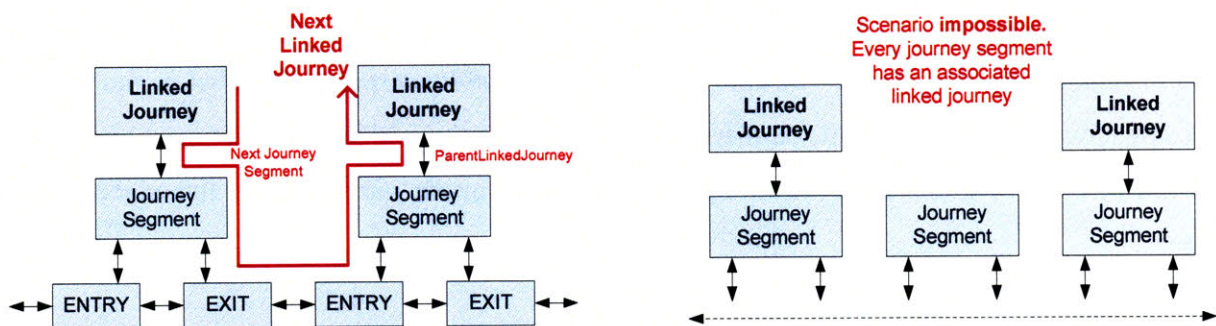 Next
Linked
Journey
Linked
Journey
Linked
Journey
Next Journey
Segment
ParentLinkedJourney
Journey
Segment
Journey
Segment
ENTRY
EXIT
ENTRY
EXIT
Scenario impossible.
Every journey segment
has an associated
linked journey
Linked
Journey
Linked
Journey
Journey
Segment
Journey
Segment
Journey
Segment